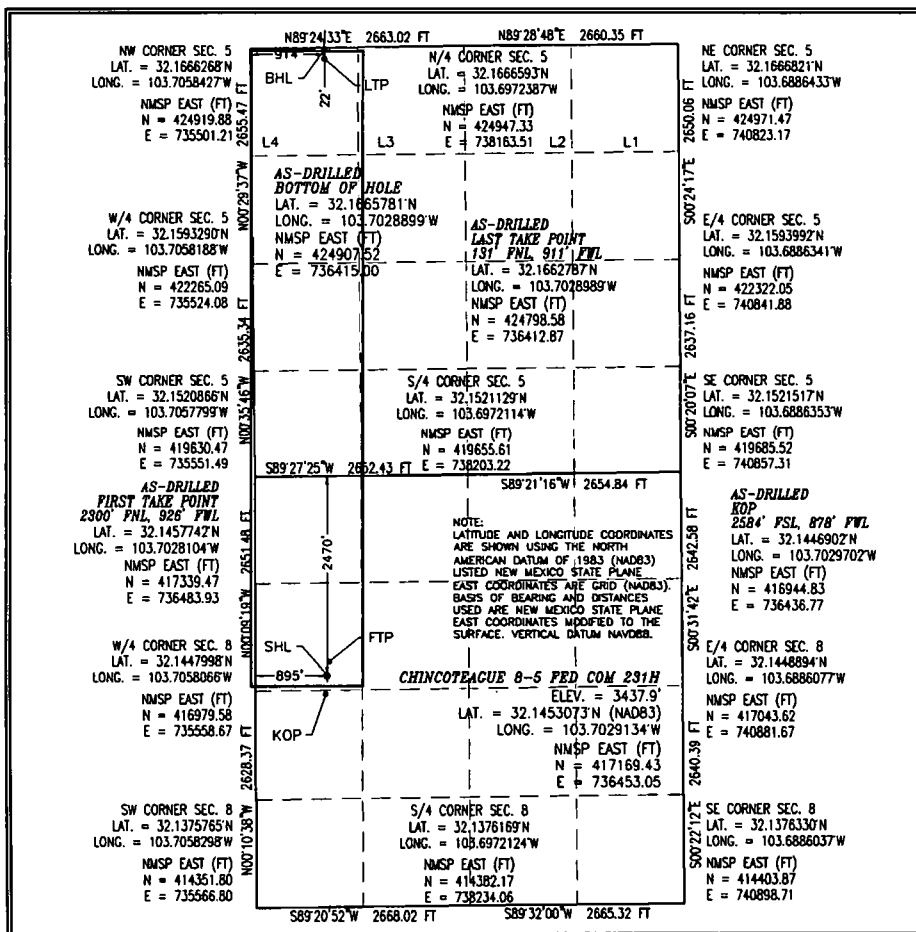 N89°24'33"E 2663.02 FT
N89°28'48"E 2660.35 FT
NW CORNER SEC. 5
LAT. = 32.1666268'N
LONG. = 103.7058427'W
NMSP EAST (FT)
N = 424919.88
E = 735501.21
914'
BHL
LTP
22'
N/4 CORNER SEC. 5
LAT. = 32.1666593'N
LONG. = 103.6972387'W
NMSP EAST (FT)
N = 424947.33
E = 738163.51
NE CORNER SEC. 5
LAT. = 32.1666821'N
LONG. = 103.6886433'W
NMSP EAST (FT)
N = 424971.47
E = 740823.17
N00°29'37"W 2655.47 FT
S00°24'17"E 2650.06 FT
L4
L3
L2
L1
AS-DRILLED
BOTTOM OF HOLE
LAT. = 32.1665781'N
LONG. = 103.7028899'W
NMSP EAST (FT)
N = 424907.52
E = 736415.00
AS-DRILLED
LAST TAKE POINT
131' FNL, 911' FWL
LAT. = 32.1662787'N
LONG. = 103.7028989'W
NMSP EAST (FT)
N = 424798.58
E = 736412.87
W/4 CORNER SEC. 5
LAT. = 32.1593290'N
LONG. = 103.7058188'W
NMSP EAST (FT)
N = 422265.09
E = 735524.08
E/4 CORNER SEC. 5
LAT. = 32.1593992'N
LONG. = 103.6886341'W
NMSP EAST (FT)
N = 422322.05
E = 740841.88
N00°35'46"W 2635.34 FT
S00°20'07"E 2637.16 FT
SW CORNER SEC. 5
LAT. = 32.1520866'N
LONG. = 103.7057799'W
NMSP EAST (FT)
N = 419630.47
E = 735551.49
S/4 CORNER SEC. 5
LAT. = 32.1521129'N
LONG. = 103.6972114'W
NMSP EAST (FT)
N = 419655.61
E = 738203.22
SE CORNER SEC. 5
LAT. = 32.1521517'N
LONG. = 103.6886353'W
NMSP EAST (FT)
N = 419685.52
E = 740857.31
S89°27'25"W 2652.43 FT
S89°21'16"W 2654.84 FT
AS-DRILLED
FIRST TAKE POINT
2300' FNL, 926' FWL
LAT. = 32.1457742'N
LONG. = 103.7028104'W
NMSP EAST (FT)
N = 417339.47
E = 736483.93
N00°09'19"W 2651.48 FT
2470'
NOTE:
LATITUDE AND LONGITUDE COORDINATES
ARE SHOWN USING THE NORTH
AMERICAN DATUM OF 1983 (NAD83)
LISTED NEW MEXICO STATE PLANE
EAST COORDINATES ARE GRID (NAD83).
BASIS OF BEARING AND DISTANCES
USED ARE NEW MEXICO STATE PLANE
EAST COORDINATES MODIFIED TO THE
SURFACE. VERTICAL DATUM NAVD88.
S00°31'42"E 2642.58 FT
AS-DRILLED
KOP
2584' FSL, 878' FWL
LAT. = 32.1446902'N
LONG. = 103.7029702'W
NMSP EAST (FT)
N = 416944.83
E = 736436.77
W/4 CORNER SEC. 8
LAT. = 32.1447998'N
LONG. = 103.7058066'W
NMSP EAST (FT)
N = 416979.58
E = 735558.67
SHL
FTP
895'
KOP
CHINCOTEAGUE 8-5 FED COM 231H
ELEV. = 3437.9'
LAT. = 32.1453073'N (NAD83)
LONG. = 103.7029134'W
NMSP EAST (FT)
N = 417169.43
E = 736453.05
E/4 CORNER SEC. 8
LAT. = 32.1448894'N
LONG. = 103.6886077'W
NMSP EAST (FT)
N = 417043.62
E = 740881.67
N00°10'38"W 2628.37 FT
S00°22'12"E 2640.39 FT
SW CORNER SEC. 8
LAT. = 32.1375765'N
LONG. = 103.7058298'W
NMSP EAST (FT)
N = 414351.80
E = 735566.80
S/4 CORNER SEC. 8
LAT. = 32.1376169'N
LONG. = 103.6972124'W
NMSP EAST (FT)
N = 414382.17
E = 738234.06
SE CORNER SEC. 8
LAT. = 32.1376330'N
LONG. = 103.6886037'W
NMSP EAST (FT)
N = 414403.87
E = 740898.71
S89°20'52"W 2668.02 FT
S89°32'00"W 2665.32 FT